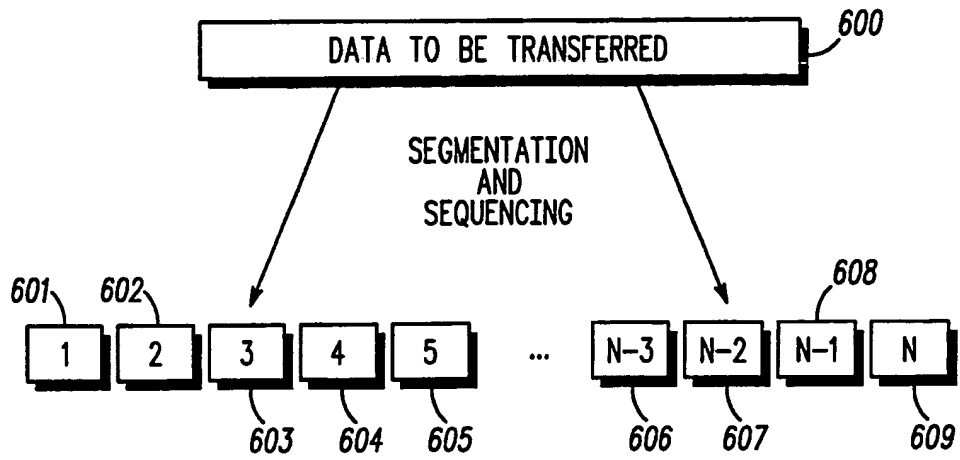 600
DATA TO BE TRANSFERRED
SEGMENTATION
AND
SEQUENCING
601 602 608
1 2 3 4 5 ... N-3 N-2 N-1 N
603 604 605 606 607 609